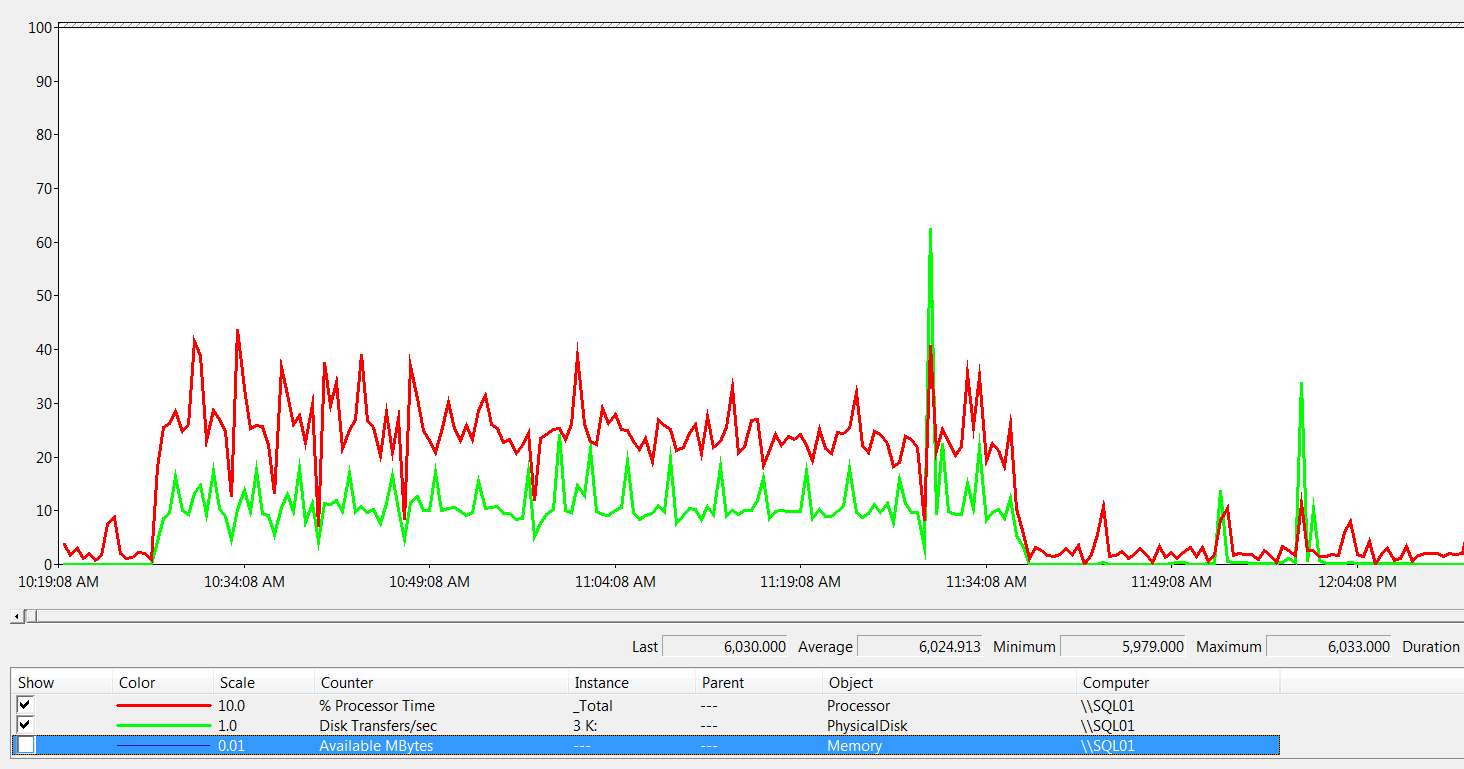 100
90
80
70
60
50
40
30
20
10
0
10:19:08 AM 10:34:08 AM 10:49:08 AM 11:04:08 AM 11:19:08 AM 11:34:08 AM 11:49:08 AM 12:04:08 PM
Last 6,030.000 Average 6,024.913 Minimum 5,979.000 Maximum 6,033.000 Duration
Show Color Scale Counter Instance Parent Object Computer
10.0 % Processor Time _Total --- Processor \\SQL01
1.0 Disk Transfers/sec 3 K: --- PhysicalDisk \\SQL01
0.01 Available MBytes --- --- Memory \\SQL01